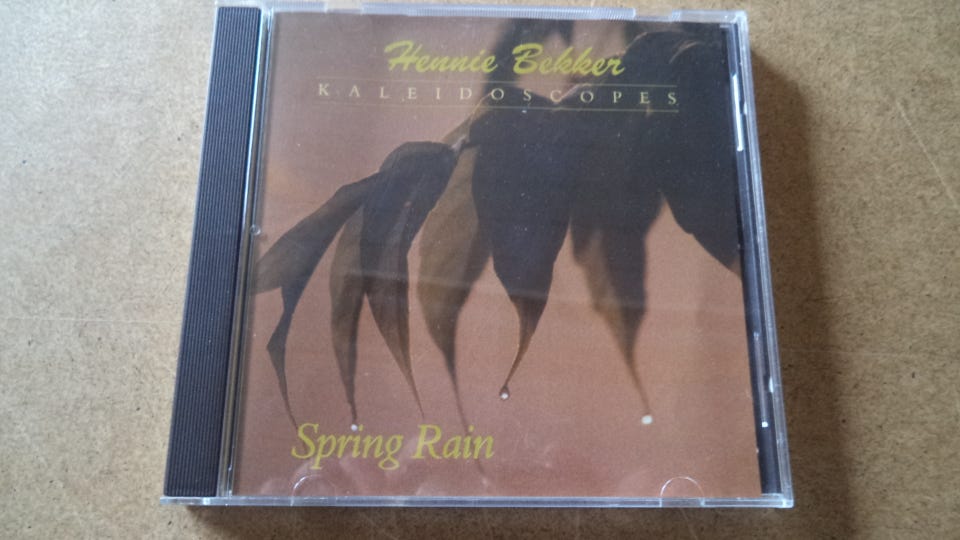 Hennie Bekker
KALEIDOSCOPES
Spring Rain